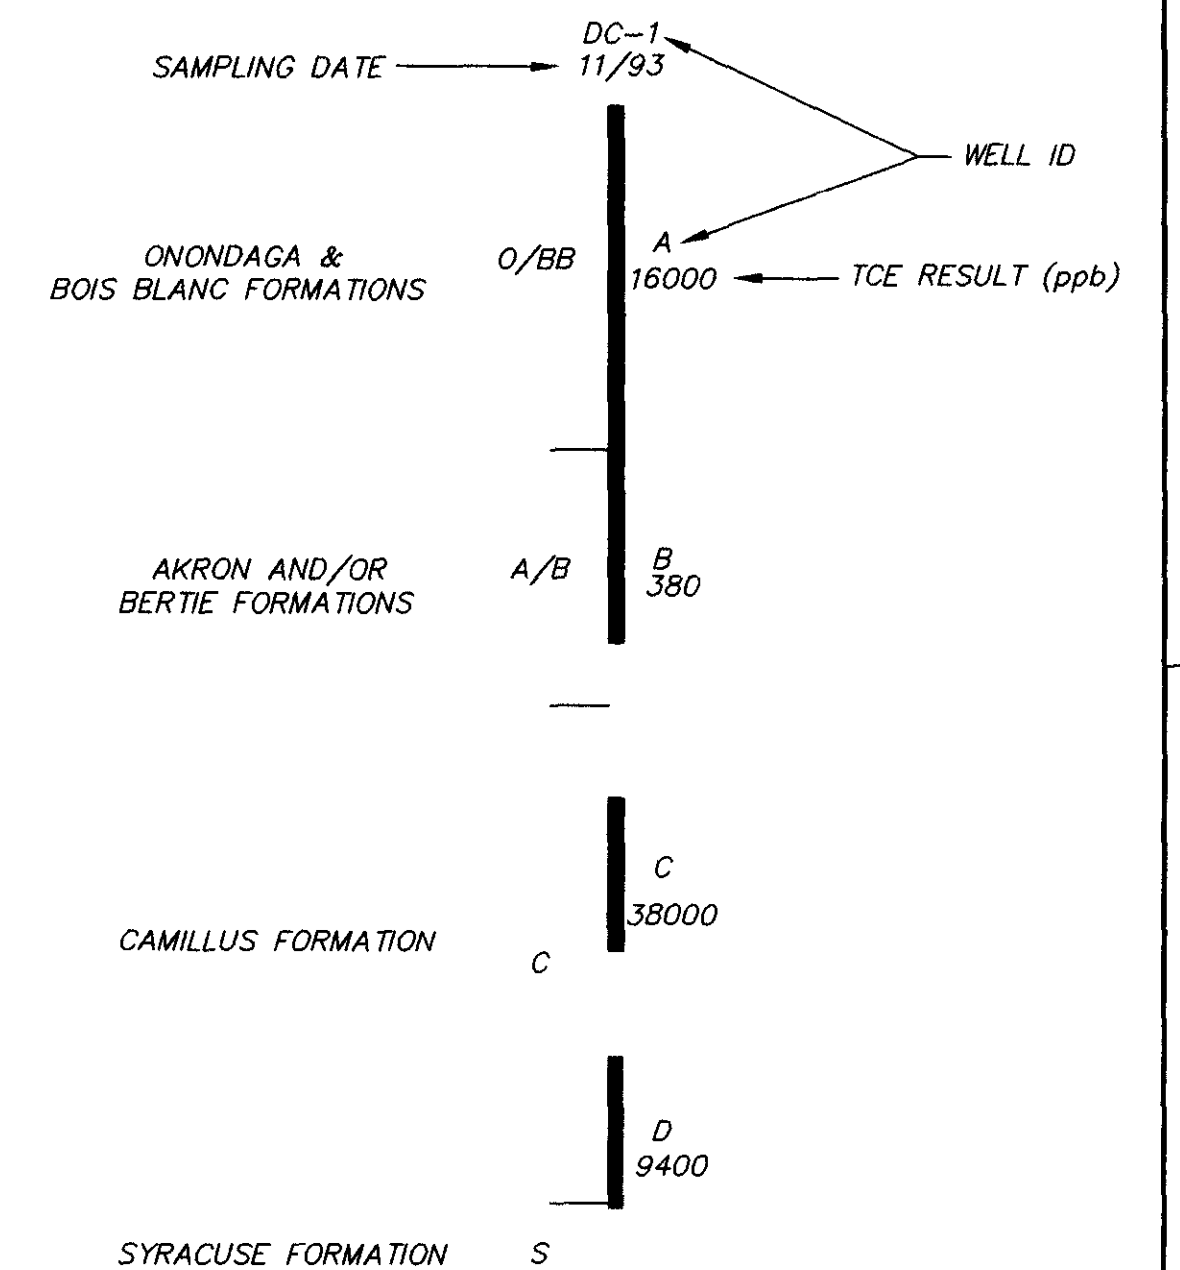 DC-1
SAMPLING DATE
11/93
WELL ID
ONONDAGA &
BOIS BLANC FORMATIONS
O/BB
A
16000
TCE RESULT (ppb)
AKRON AND/OR
BERTIE FORMATIONS
A/B
B
380
C
38000
CAMILLUS FORMATION
C
D
9400
SYRACUSE FORMATION
S